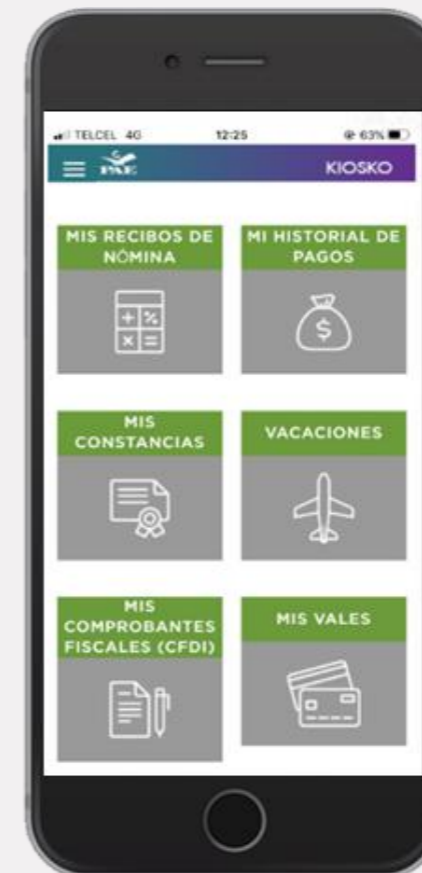 TELCEL 4G 12:25 63%
PAE KIOSKO
MIS RECIBOS DE
NÓMINA
MI HISTORIAL DE
PAGOS
MIS
CONSTANCIAS
VACACIONES
MIS
COMPROBANTES
FISCALES (CFDI)
MIS VALES